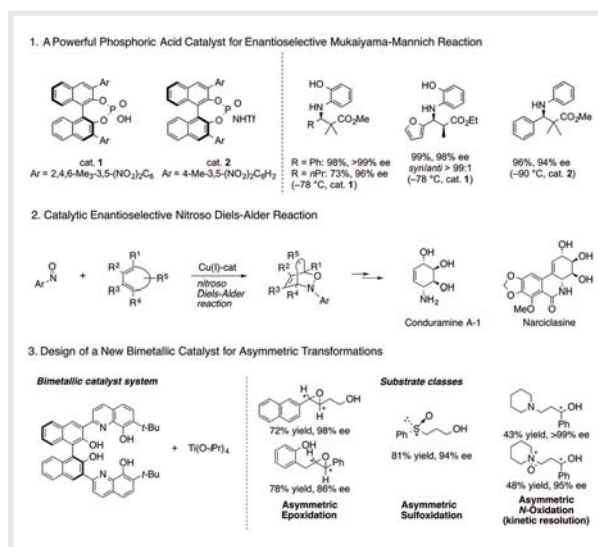 1. A Powerful Phosphoric Acid Catalyst for Enantioselective Mukaiyama-Mannich Reaction
Ar
O
O
P
O
OH
Ar
Ar
O
O
P
O
NHTf
Ar
HO
HN
R
CO2Me
HO
HN
O
CO2Et
HN
Ph
CO2Me
cat. 1
cat. 2
Ar = 2,4,6-Me3-3,5-(NO2)2C6
Ar = 4-Me-3,5-(NO2)2C6H2
R = Ph: 98%, >99% ee
R = nPr: 73%, 96% ee
(–78 °C, cat. 1)
99%, 98% ee
syn/anti > 99:1
(–78 °C, cat. 1)
96%, 94% ee
(–90 °C, cat. 2)
2. Catalytic Enantioselective Nitroso Diels-Alder Reaction
O
N
Ar
+
R1
R2
R3
R4
R5
Cu(I)-cat
nitroso
Diels-Alder
reaction
R5
R2
R1
O
N
R3
R4
Ar
OH
OH
OH
NH2
Conduramine A-1
OH
OH
OH
O
O
NH
MeO
O
Narciclasine
3. Design of a New Bimetallic Catalyst for Asymmetric Transformations
Bimetallic catalyst system
Substrate classes
N
OH
t-Bu
OH
OH
OH
N
t-Bu
+ Ti(O-iPr)4
H
O
OH
H
72% yield, 98% ee
OH
H
O
Ph
H
78% yield, 86% ee
Asymmetric
Epoxidation
O
S
Ph
OH
81% yield, 94% ee
Asymmetric
Sulfoxidation
N
Ph
OH
43% yield, >99% ee
N
O
Ph
OH
48% yield, 95% ee
Asymmetric
N-Oxidation
(kinetic resolution)